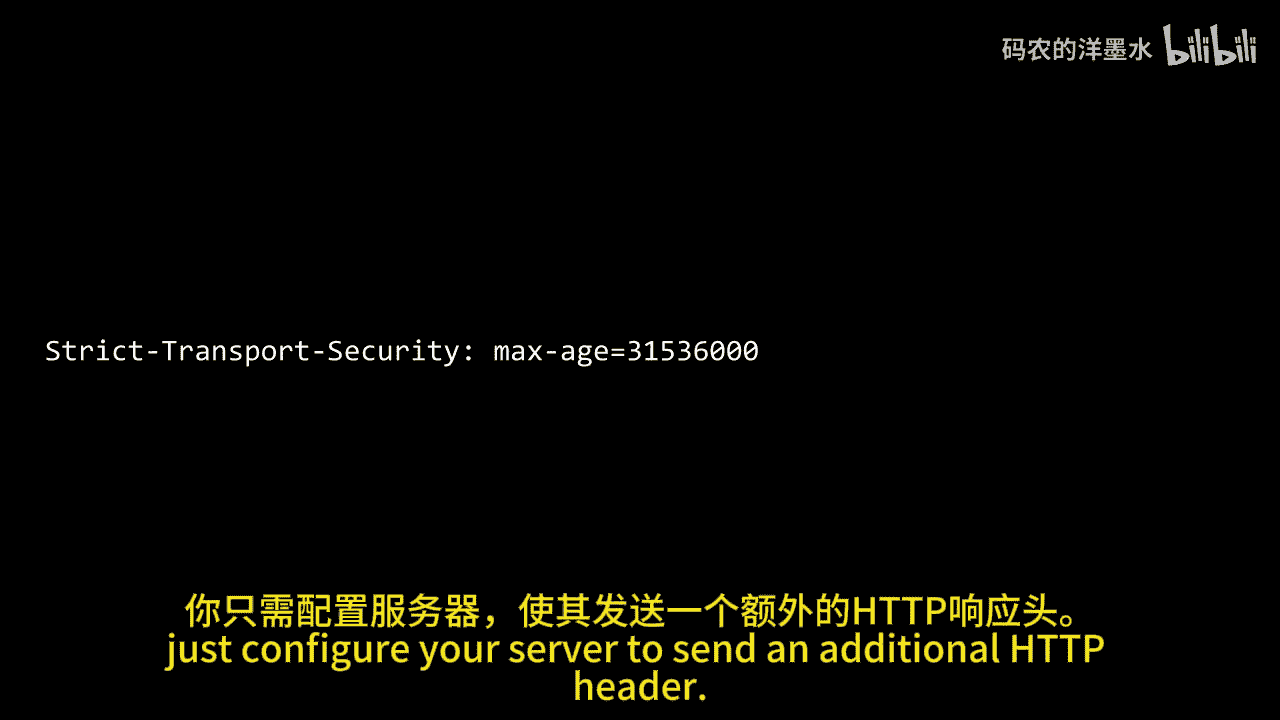 码农的洋墨水 bilibili
Strict-Transport-Security: max-age=31536000
你只需配置服务器，使其发送一个额外的HTTP响应头。
just configure your server to send an additional HTTP
header.